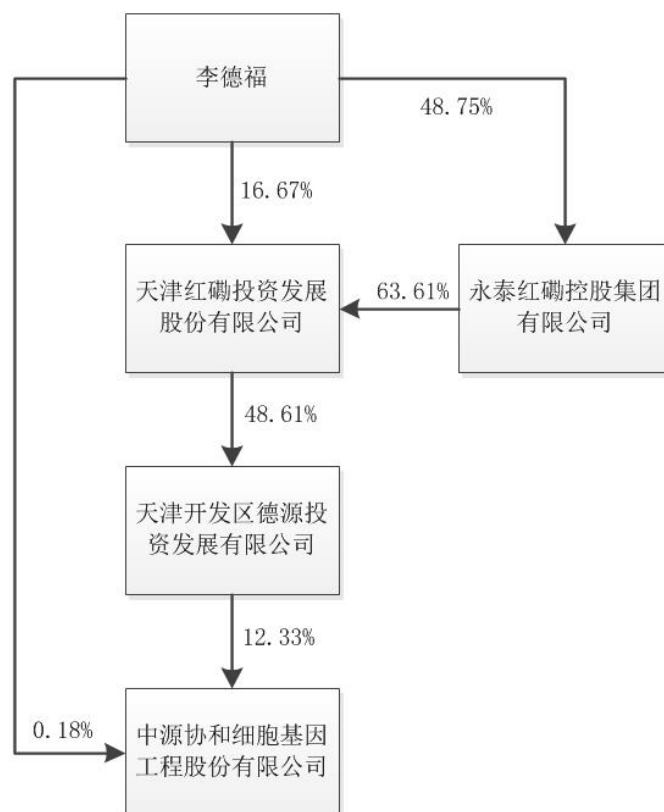 李德福
48.75%
16.67%
天津红磡投资发展
股份有限公司
63.61%
永泰红磡控股集团
有限公司
48.61%
天津开发区德源投
资发展有限公司
12.33%
0.18%
中源协和细胞基因
工程股份有限公司